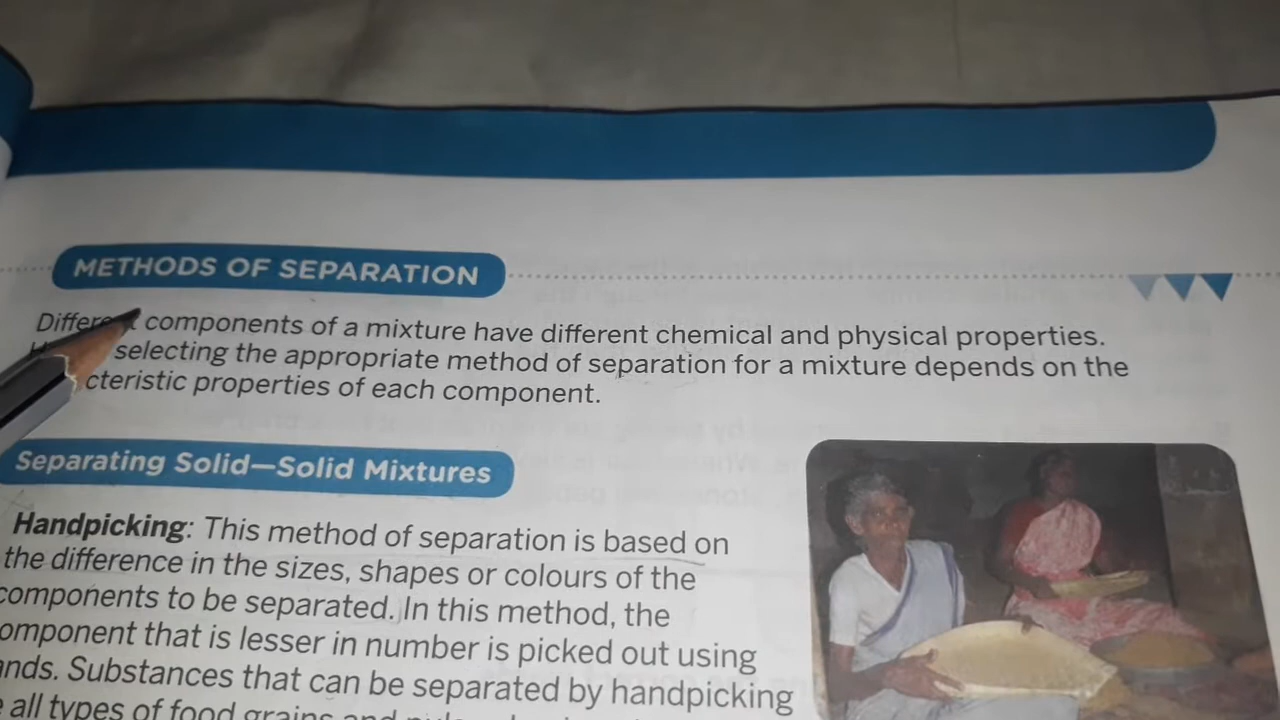 METHODS OF SEPARATION
Different components of a mixture have different chemical and physical properties.
selecting the appropriate method of separation for a mixture depends on the
cteristic properties of each component.
Separating Solid—Solid Mixtures
Handpicking: This method of separation is based on
the difference in the sizes, shapes or colours of the
components to be separated. In this method, the
omponent that is lesser in number is picked out using
ands. Substances that can be separated by handpicking
all types of food grains and